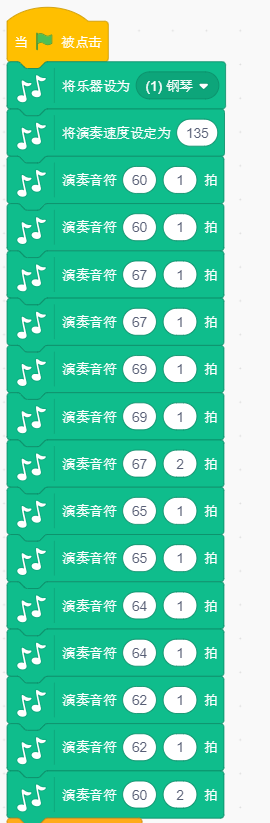 当 被点击
将乐器设为 (1) 钢琴
将演奏速度设定为 135
演奏音符 60 1 拍
演奏音符 60 1 拍
演奏音符 67 1 拍
演奏音符 67 1 拍
演奏音符 69 1 拍
演奏音符 69 1 拍
演奏音符 67 2 拍
演奏音符 65 1 拍
演奏音符 65 1 拍
演奏音符 64 1 拍
演奏音符 64 1 拍
演奏音符 62 1 拍
演奏音符 62 1 拍
演奏音符 60 2 拍